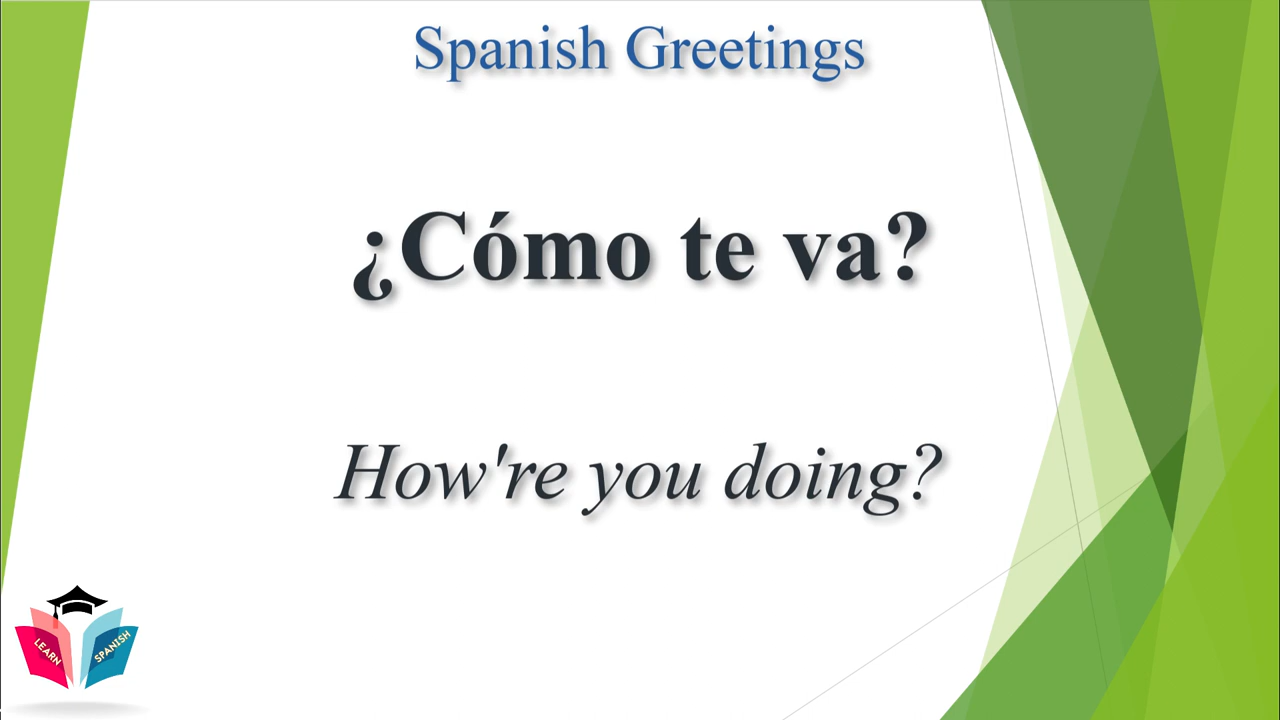 Spanish Greetings
¿Cómo te va?
How're you doing?
LEARN
SPANISH